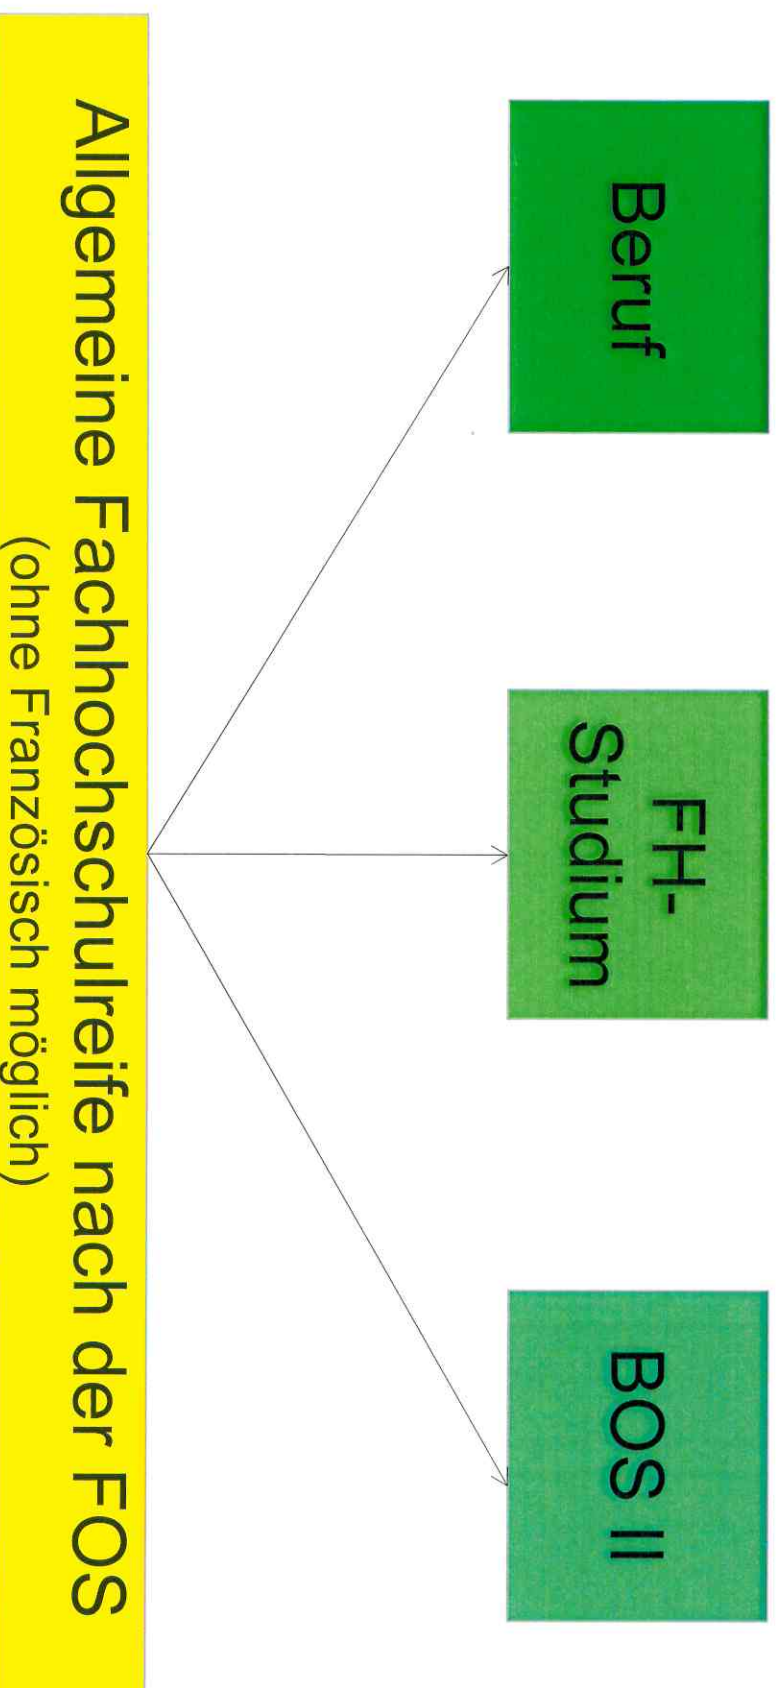 Beruf
FH-
Studium
BOS II
Allgemeine Fachhochschulreife nach der FOS
(ohne Französisch möglich)